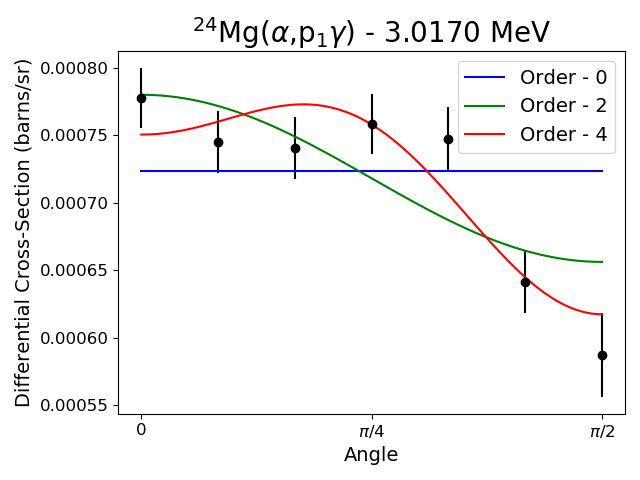 ²⁴Mg(α,p₁γ) - 3.0170 MeV
Differential Cross-Section (barns/sr)
0.00080
0.00075
0.00070
0.00065
0.00060
0.00055
Order - 0
Order - 2
Order - 4
0
π/4
π/2
Angle